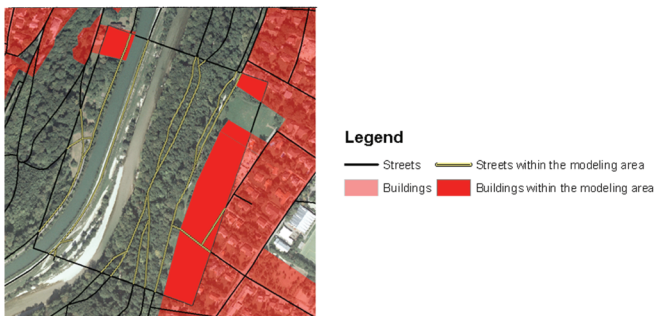 Legend
Streets
Streets within the modeling area
Buildings
Buildings within the modeling area